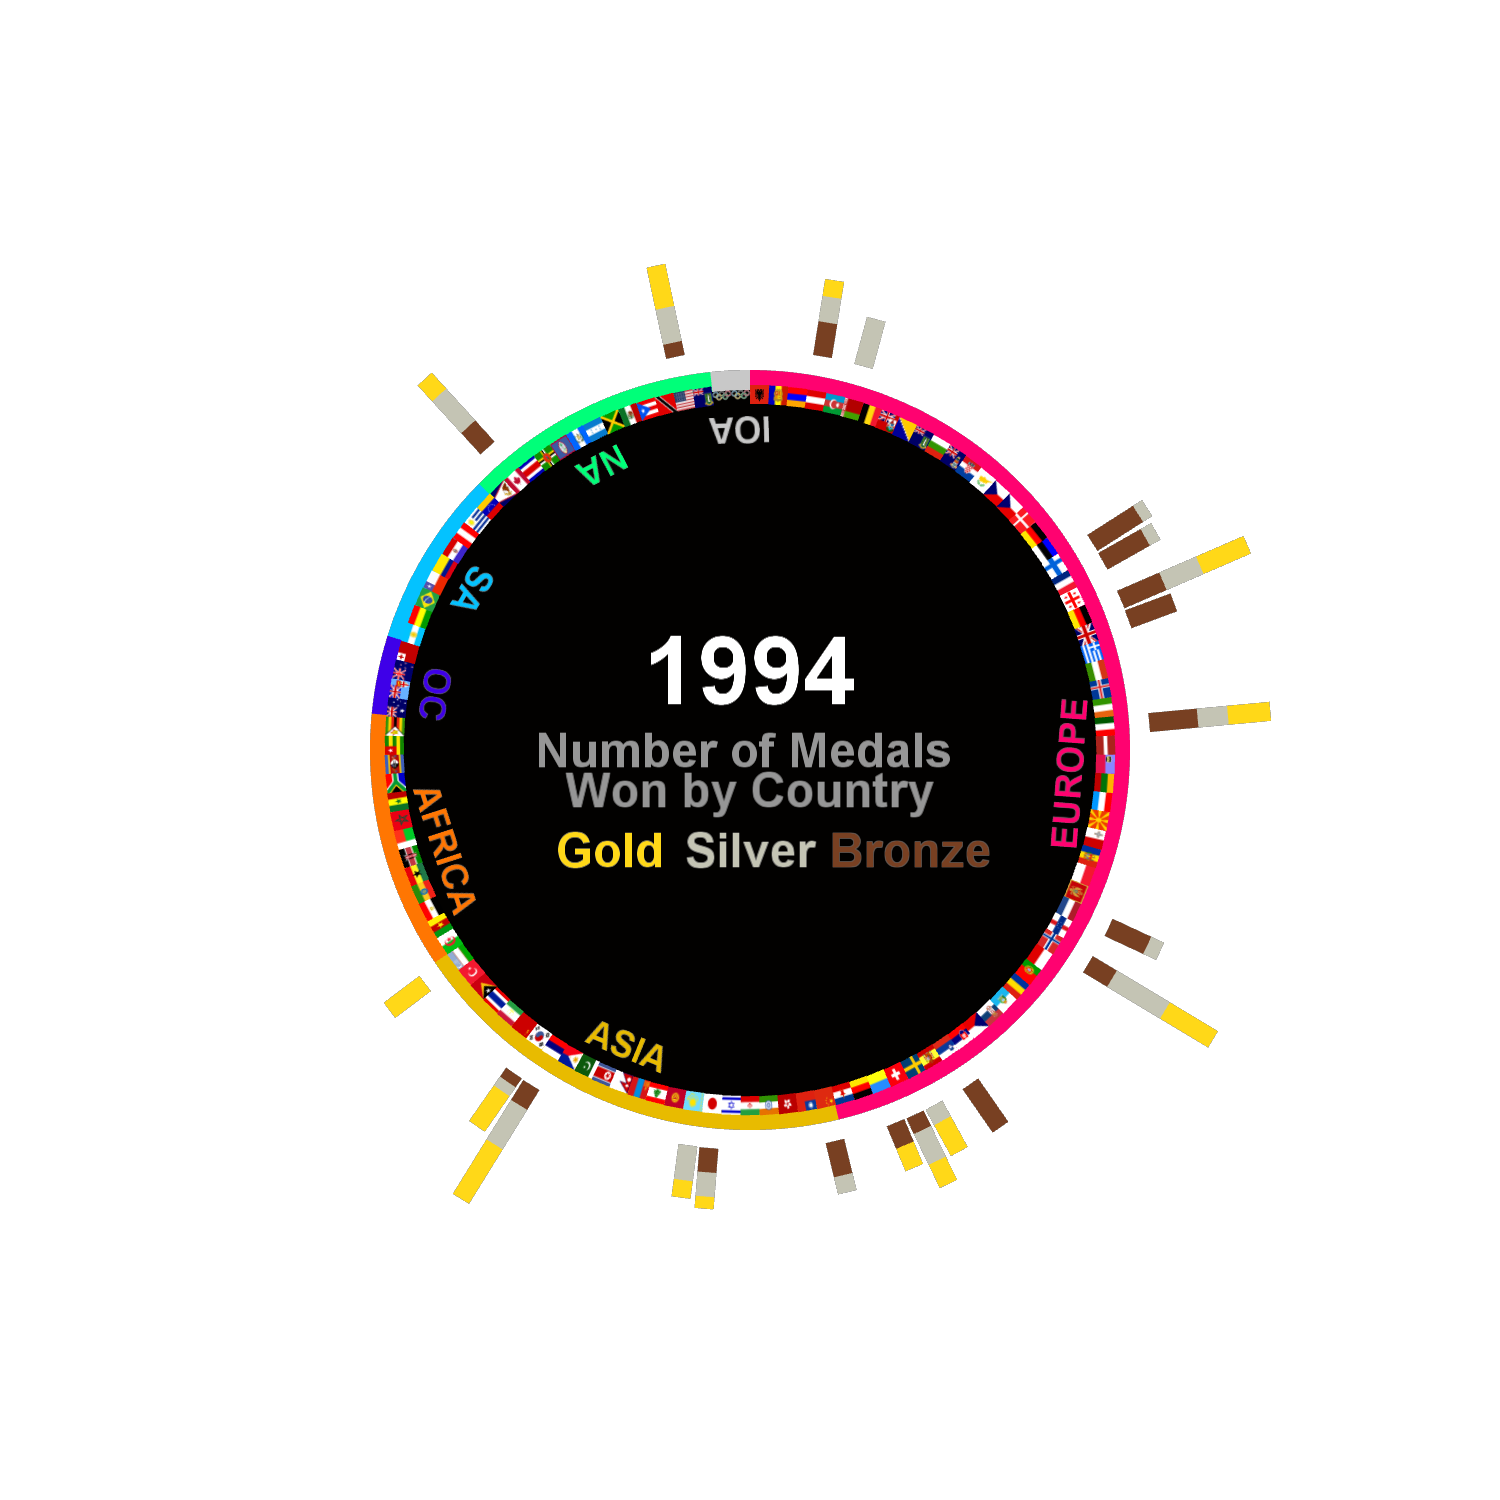 IOA
NA
SA
OC
AFRICA
ASIA
EUROPE
1994
Number of Medals
Won by Country
Gold Silver Bronze